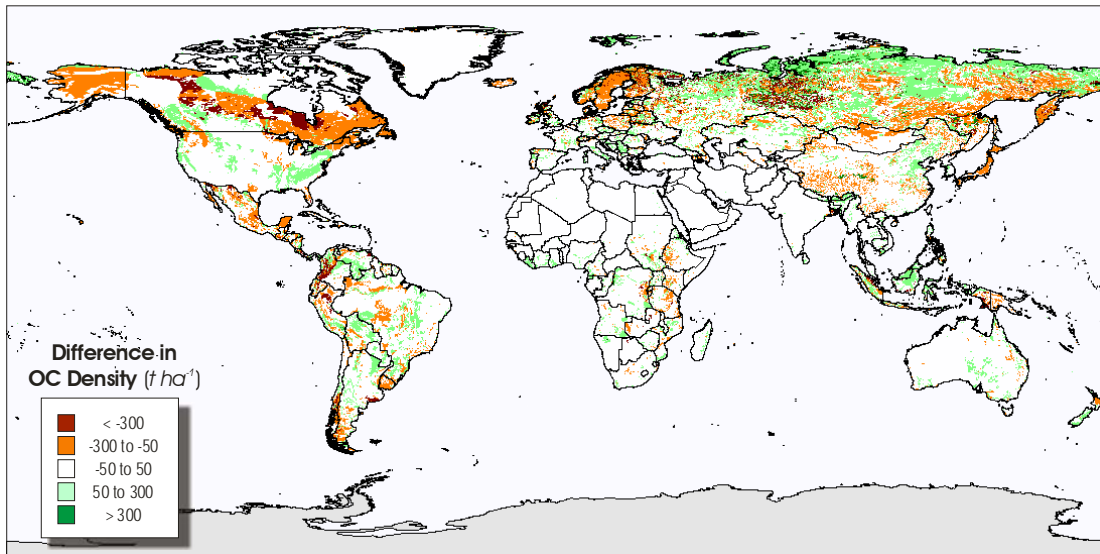 Difference in
OC Density (t ha⁻¹)
< -300
-300 to -50
-50 to 50
50 to 300
> 300